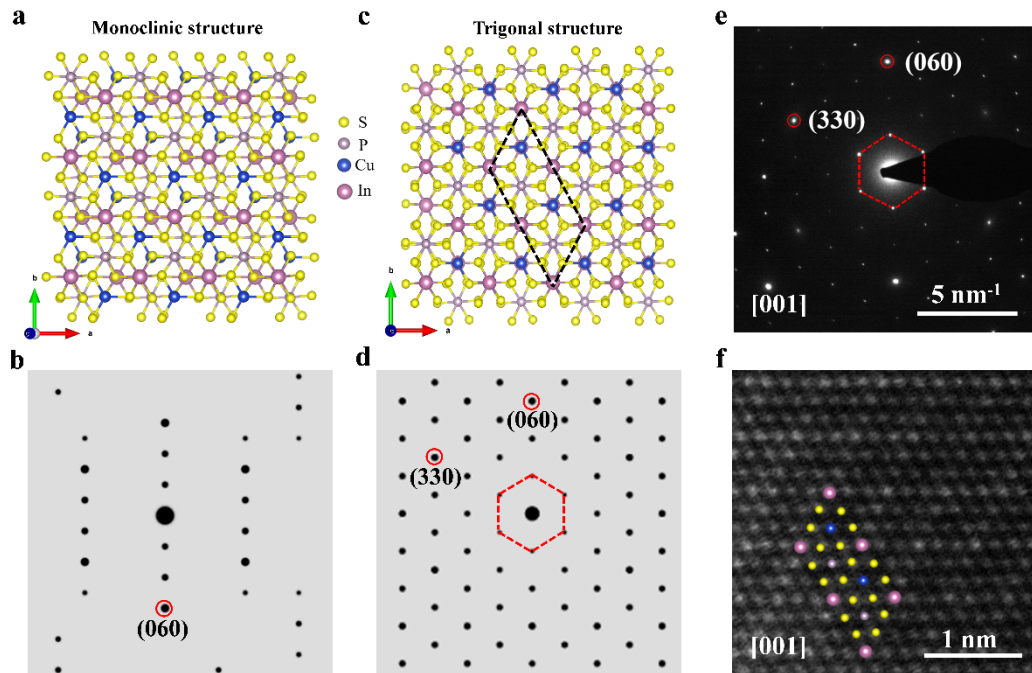 a
Monoclinic structure
S
P
Cu
In
b
a
c
Trigonal structure
b
a
e
(060)
(330)
[001]
5 nm-1
b
(060)
d
(060)
(330)
f
[001]
1 nm